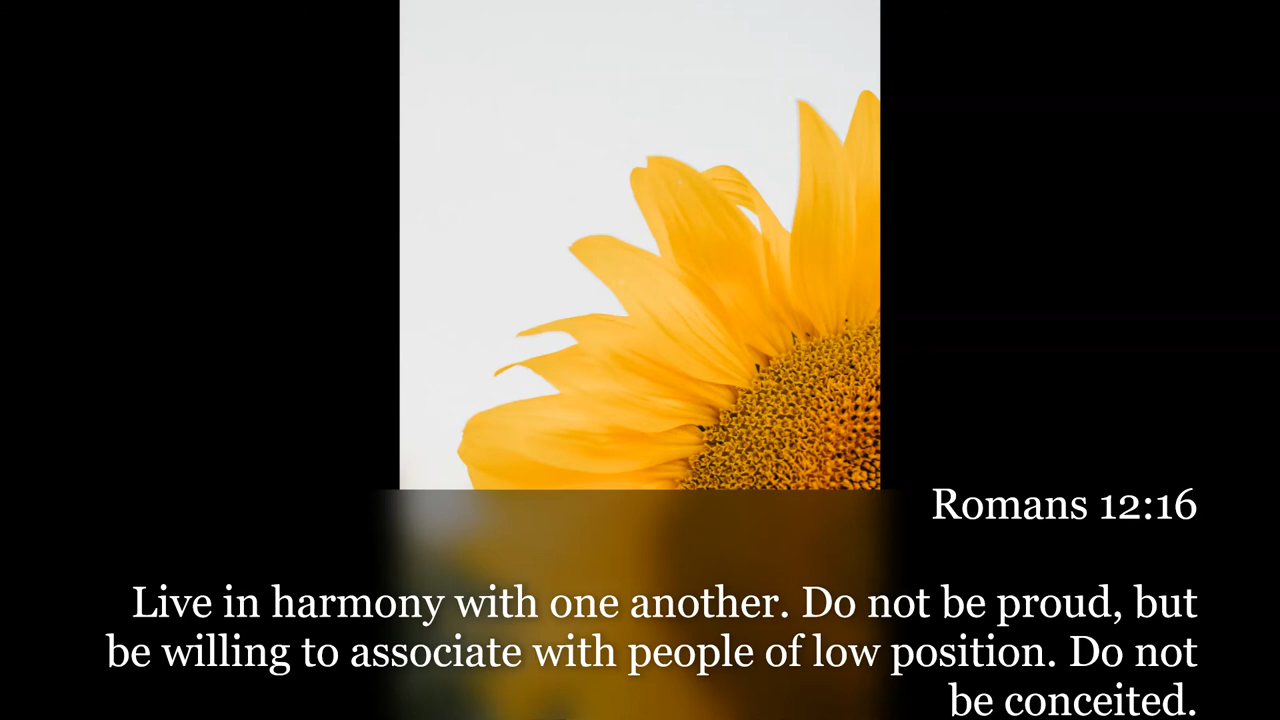 Romans 12:16
Live in harmony with one another. Do not be proud, but
be willing to associate with people of low position. Do not
be conceited.